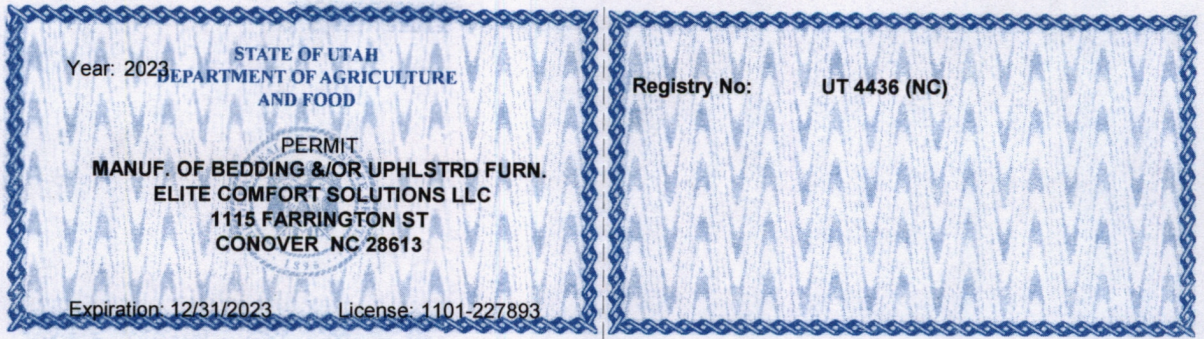 STATE OF UTAH
Year: 2023
DEPARTMENT OF AGRICULTURE
AND FOOD
PERMIT
MANUF. OF BEDDING &/OR UPHLSTRD FURN.
ELITE COMFORT SOLUTIONS LLC
1115 FARRINGTON ST
CONOVER NC 28613
Expiration: 12/31/2023 License: 1101-227893
Registry No: UT 4436 (NC)